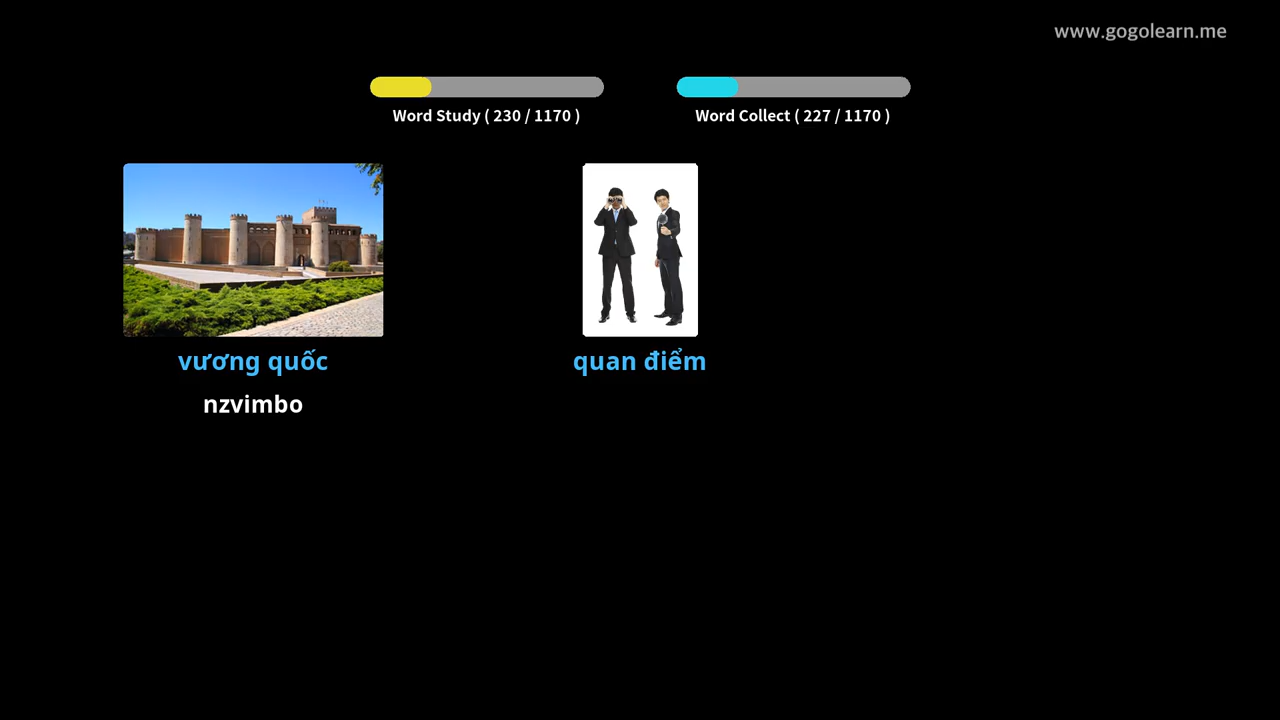 www.gogolearn.me
Word Study ( 230 / 1170 )
Word Collect ( 227 / 1170 )
vương quốc
quan điểm
nzvimbo